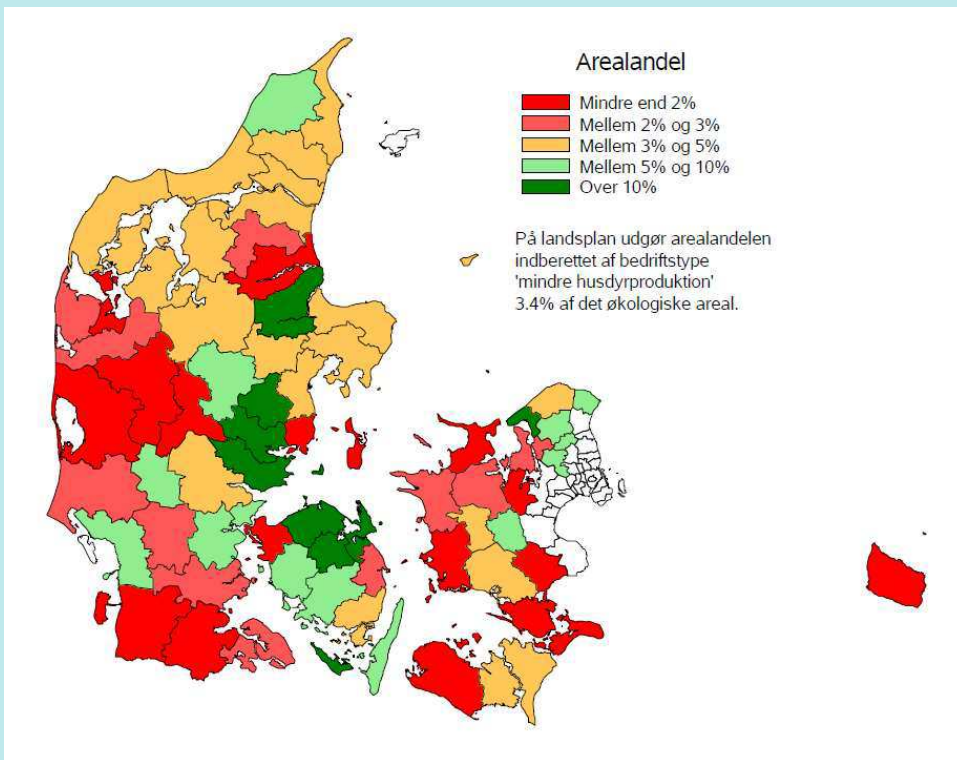 Arealandel
Mindre end 2%
Mellem 2% og 3%
Mellem 3% og 5%
Mellem 5% og 10%
Over 10%
På landsplan udgør arealandelen
indberettet af bedriftstype
'mindre husdyrproduktion'
3.4% af det økologiske areal.